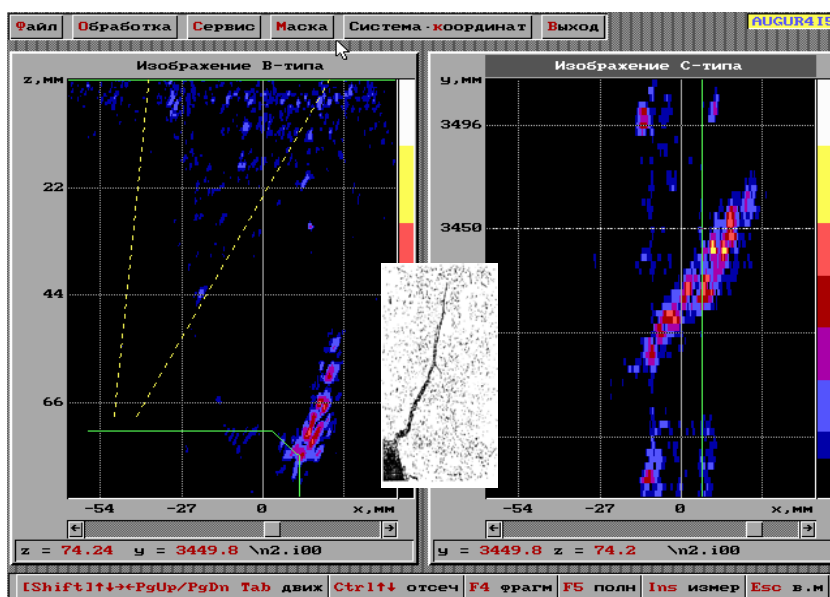 Файл Обработка Сервис Маска Система-координат Выход AUGUR4I5
Изображение B-типа
z,мм
22
44
66
-54 -27 0 x,мм
z = 74.24 y = 3449.8 \n2.i00
Изображение C-типа
y,мм
3496
3450
-54 -27 0 x,мм
y = 3449.8 z = 74.2 \n2.i00
[Shift]↑↓→←PgUp/PgDn Tab движ Ctrl↑↓ отсеч F4 фрагм F5 полн Ins измер Esc в.м